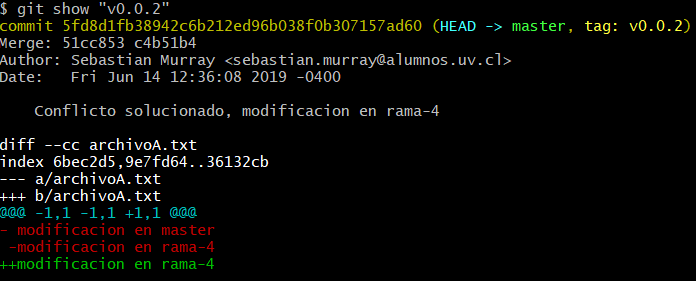 $ git show "v0.0.2"
commit 5fd8d1fb38942c6b212ed96b038f0b307157ad60 (HEAD -> master, tag: v0.0.2)
Merge: 51cc853 c4b51b4
Author: Sebastian Murray <sebastian.murray@alumnos.uv.cl>
Date:   Fri Jun 14 12:36:08 2019 -0400

    Conflicto solucionado, modificacion en rama-4

diff --cc archivoA.txt
index 6bec2d5,9e7fd64..36132cb
--- a/archivoA.txt
+++ b/archivoA.txt
@@@ -1,1 -1,1 +1,1 @@@
- modificacion en master
 -modificacion en rama-4
++modificacion en rama-4